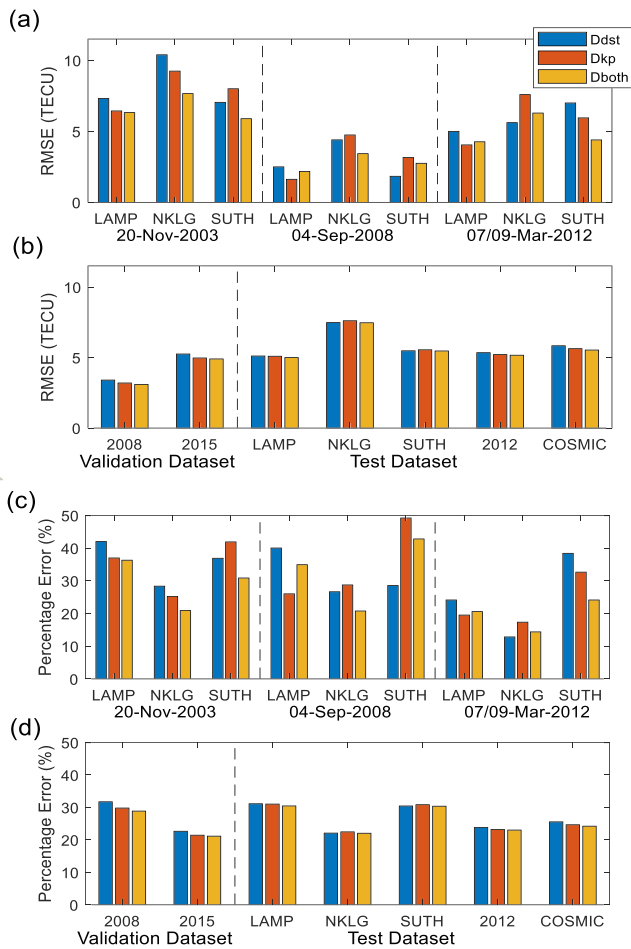 (a)
Ddst
Dkp
Dboth
RMSE (TECU)
10
5
0
LAMP NKLG SUTH LAMP NKLG SUTH LAMP NKLG SUTH
20-Nov-2003 04-Sep-2008 07/09-Mar-2012
(b)
RMSE (TECU)
10
5
0
2008 2015 LAMP NKLG SUTH 2012 COSMIC
Validation Dataset Test Dataset
(c)
Percentage Error (%)
50
40
30
20
10
0
LAMP NKLG SUTH LAMP NKLG SUTH LAMP NKLG SUTH
20-Nov-2003 04-Sep-2008 07/09-Mar-2012
(d)
Percentage Error (%)
50
40
30
20
10
0
2008 2015 LAMP NKLG SUTH 2012 COSMIC
Validation Dataset Test Dataset